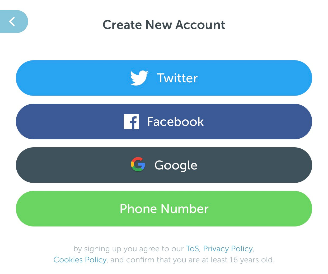 Create New Account
Twitter
Facebook
Google
Phone Number
by signing up you agree to our ToS, Privacy Policy,
Cookies Policy, and confirm that you are at least 16 years old.